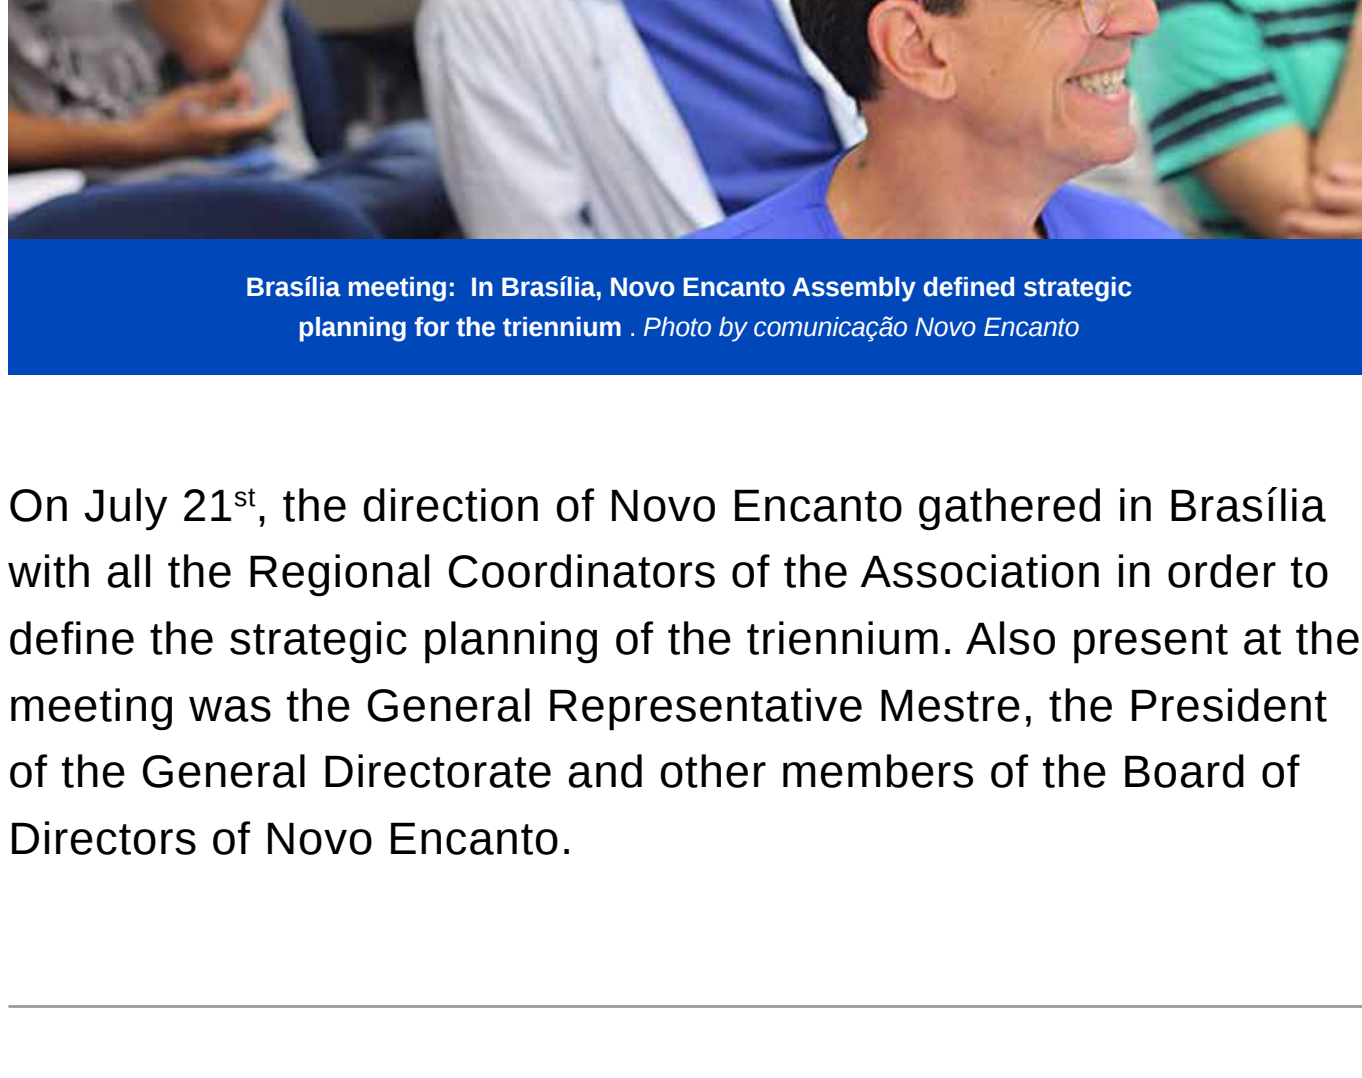 Brasília meeting:  In Brasília, Novo Encanto Assembly defined strategic
planning for the triennium . Photo by comunicação Novo Encanto
On July 21st, the direction of Novo Encanto gathered in Brasília
with all the Regional Coordinators of the Association in order to
define the strategic planning of the triennium. Also present at the
meeting was the General Representative Mestre, the President
of the General Directorate and other members of the Board of
Directors of Novo Encanto.